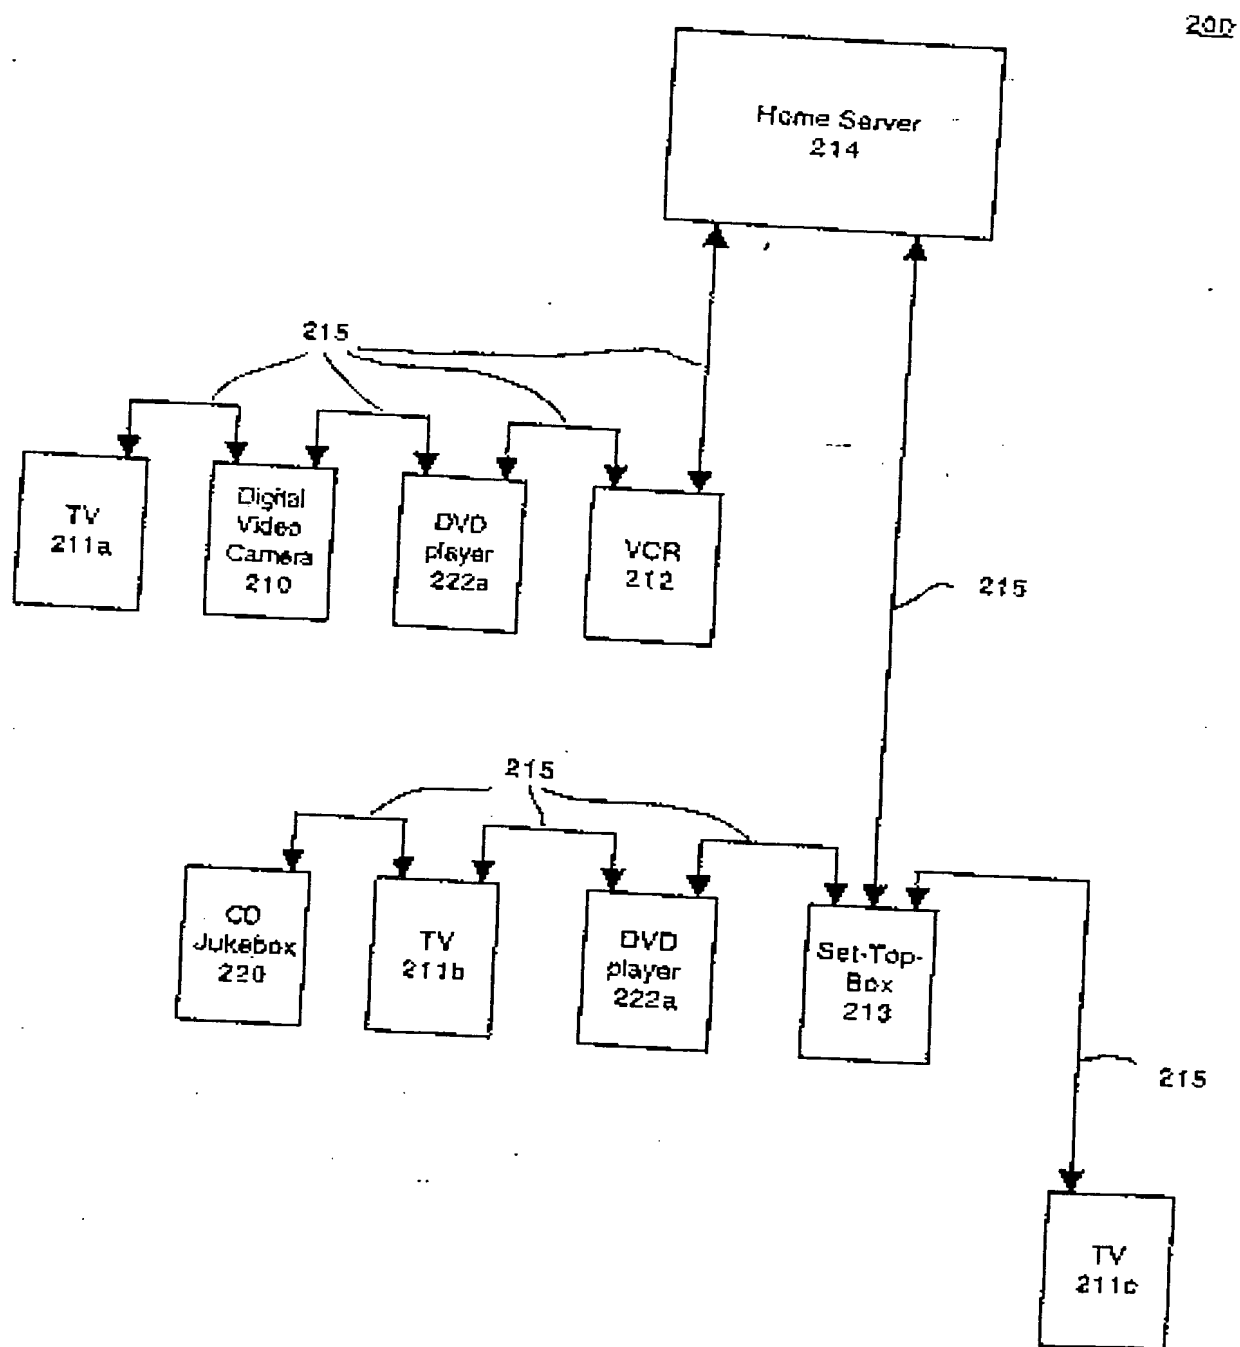 200
Home Server
214
215
TV
211a
Digital
Video
Camera
210
DVD
player
222a
VCR
212
215
215
CD
Jukebox
220
TV
211b
DVD
player
222a
Set-Top-
Box
213
215
TV
211c